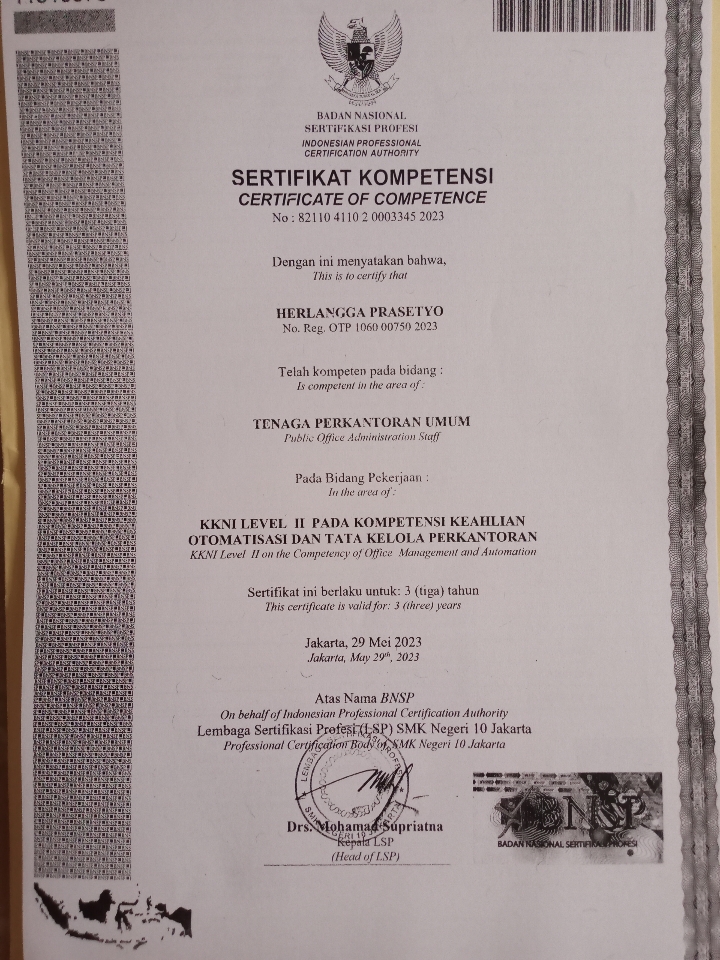 BADAN NASIONAL
SERTIFIKASI PROFESI
INDONESIAN PROFESSIONAL
CERTIFICATION AUTHORITY
SERTIFIKAT KOMPETENSI
CERTIFICATE OF COMPETENCE
No : 82110 4110 2 0003345 2023
Dengan ini menyatakan bahwa,
This is to certify that
HERLANGGA PRASETYO
No. Reg. OTP 1060 00750 2023
Telah kompeten pada bidang :
Is competent in the area of :
TENAGA PERKANTORAN UMUM
Public Office Administration Staff
Pada Bidang Pekerjaan :
In the area of :
KKNI LEVEL II PADA KOMPETENSI KEAHLIAN
OTOMATISASI DAN TATA KELOLA PERKANTORAN
KKNI Level II on the Competency of Office Management and Automation
Sertifikat ini berlaku untuk: 3 (tiga) tahun
This certificate is valid for: 3 (three) years
Jakarta, 29 Mei 2023
Jakarta, May 29th, 2023
Atas Nama BNSP
On behalf of Indonesian Professional Certification Authority
Lembaga Sertifikasi Profesi (LSP) SMK Negeri 10 Jakarta
Professional Certification Body of SMK Negeri 10 Jakarta
LEMBAGA SERTIFIKASI PROFESI
SMK NEGERI 10 JAKARTA
Drs. Mohamad Supriatna
Kepala LSP
(Head of LSP)
BNSP
BADAN NASIONAL SERTIFIKASI PROFESI